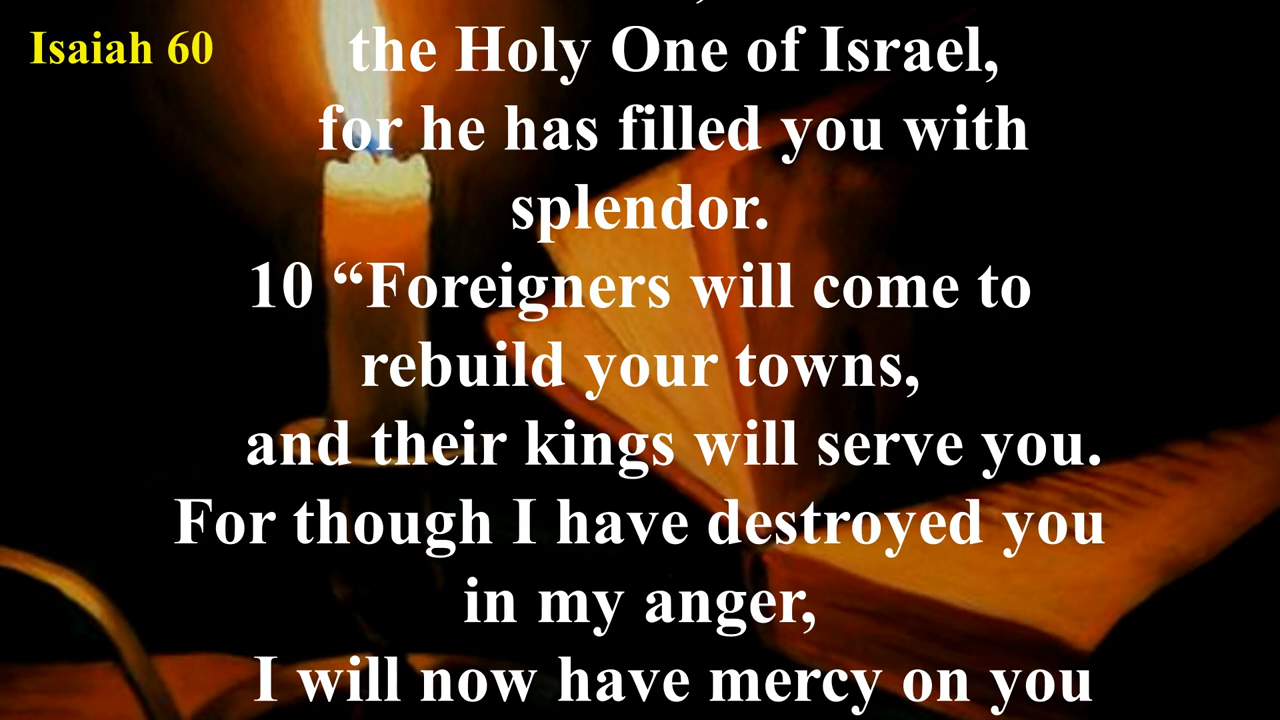 Isaiah 60
the Holy One of Israel,
for he has filled you with
splendor.
10 “Foreigners will come to
rebuild your towns,
and their kings will serve you.
For though I have destroyed you
in my anger,
I will now have mercy on you